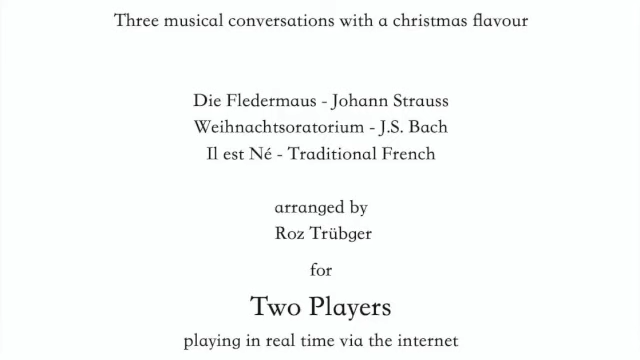 Three musical conversations with a christmas flavour
Die Fledermaus - Johann Strauss
Weihnachtsoratorium - J.S. Bach
Il est Né - Traditional French
arranged by
Roz Trübger
for
Two Players
playing in real time via the internet